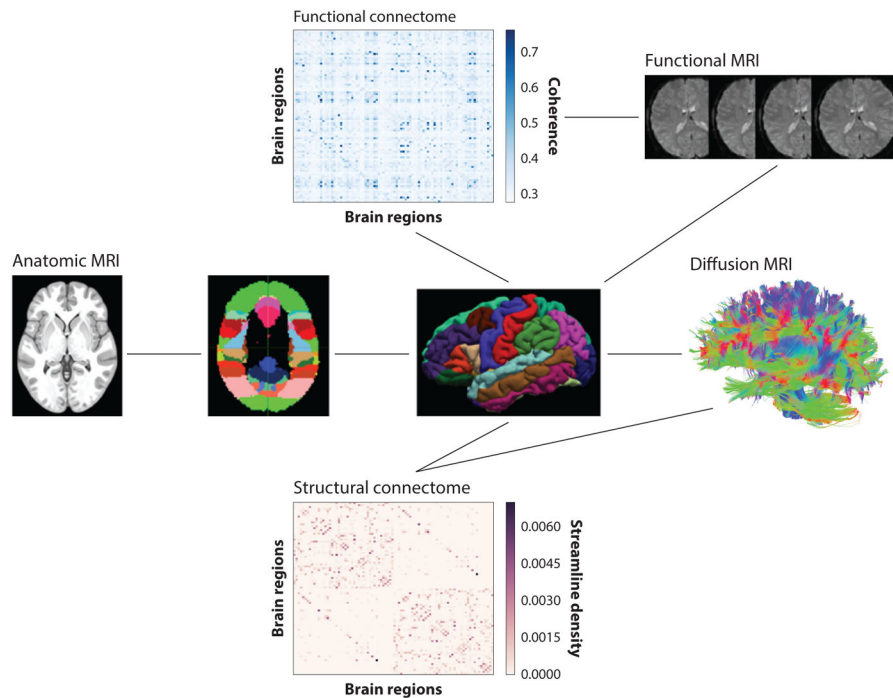 Functional connectome
Brain regions
Brain regions
0.7
0.6
0.5
0.4
0.3
Coherence
Functional MRI
Anatomic MRI
Diffusion MRI
Structural connectome
Brain regions
Brain regions
0.0060
0.0045
0.0030
0.0015
0.0000
Streamline density